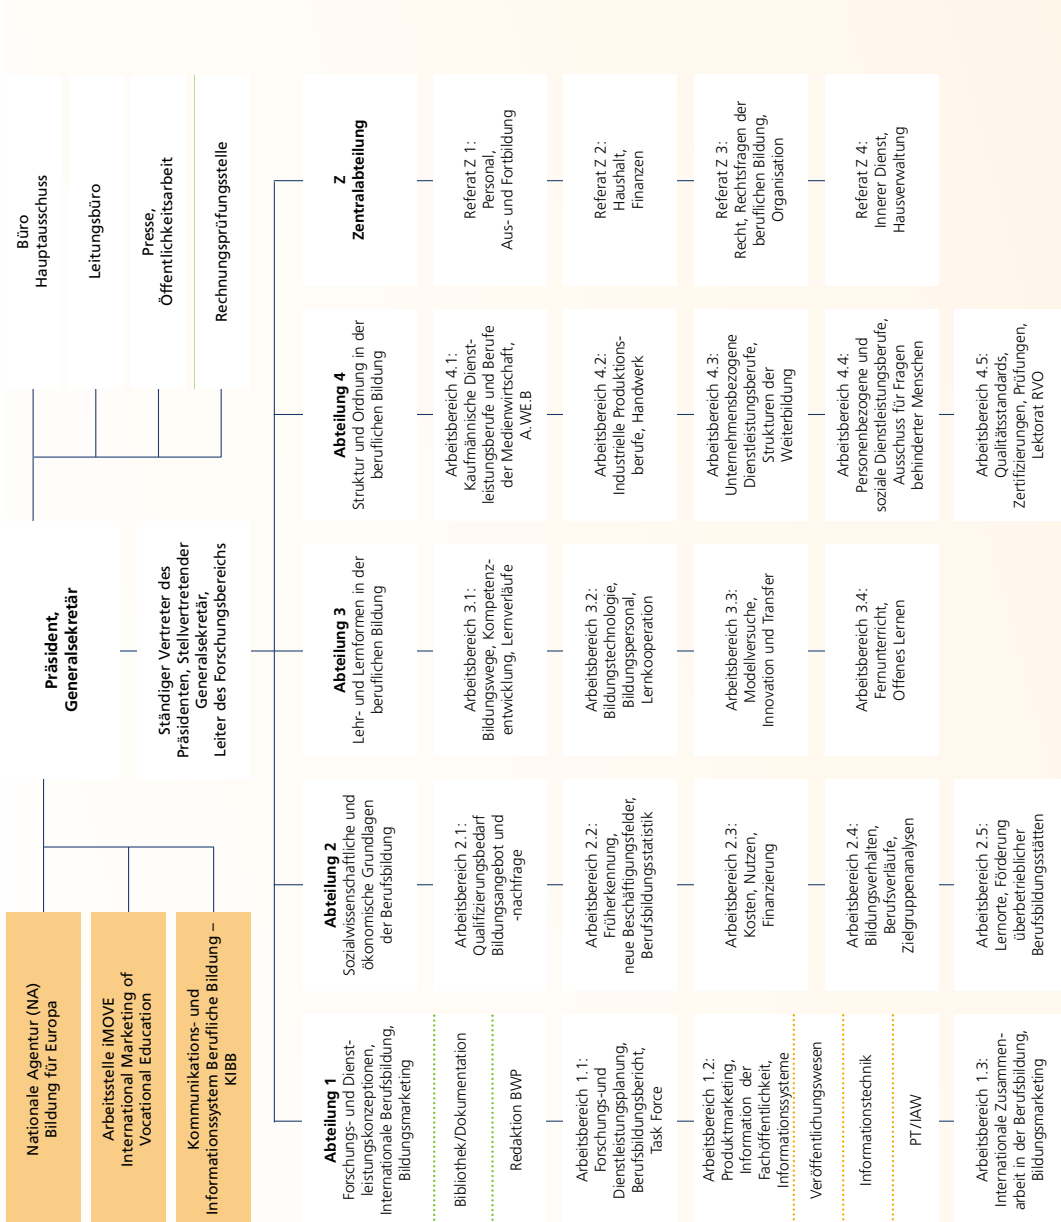 Nationale Agentur (NA)
Bildung für Europa
Arbeitsstelle iMOVE
International Marketing of
Vocational Education
Kommunikations- und
Informationssystem Berufliche Bildung –
KIBB
Präsident,
Generalsekretär
Ständiger Vertreter des
Präsidenten, Stellvertretender
Generalsekretär,
Leiter des Forschungsbereichs
Büro
Hauptausschuss
Leitungsbüro
Presse,
Öffentlichkeitsarbeit
Rechnungsprüfungsstelle
Abteilung 1
Forschungs- und Dienst-
leistungskonzeptionen,
Internationale Berufsbildung,
Bildungsmarketing
Bibliothek/Dokumentation
Redaktion BWP
Arbeitsbereich 1.1:
Forschungs-und
Dienstleistungsplanung,
Berufsbildungsbericht,
Task Force
Arbeitsbereich 1.2:
Produktmarketing,
Information der
Fachöffentlichkeit,
Informationssysteme
Veröffentlichungswesen
Informationstechnik
PT/IAW
Arbeitsbereich 1.3:
Internationale Zusammen-
arbeit in der Berufsbildung,
Bildungsmarketing
Abteilung 2
Sozialwissenschaftliche und
ökonomische Grundlagen
der Berufsbildung
Arbeitsbereich 2.1:
Qualifizierungsbedarf
Bildungsangebot und
-nachfrage
Arbeitsbereich 2.2:
Früherkennung,
neue Beschäftigungsfelder,
Berufsbildungsstatistik
Arbeitsbereich 2.3:
Kosten, Nutzen,
Finanzierung
Arbeitsbereich 2.4:
Bildungsverhalten,
Berufsverläufe,
Zielgruppenanalysen
Arbeitsbereich 2.5:
Lernorte, Förderung
überbetrieblicher
Berufsbildungsstätten
Abteilung 3
Lehr- und Lernformen in der
beruflichen Bildung
Arbeitsbereich 3.1:
Bildungswege, Kompetenz-
entwicklung, Lernverläufe
Arbeitsbereich 3.2:
Bildungstechnologie,
Bildungspersonal,
Lernkooperation
Arbeitsbereich 3.3:
Modellversuche,
Innovation und Transfer
Arbeitsbereich 3.4:
Fernunterricht,
Offenes Lernen
Abteilung 4
Struktur und Ordnung in der
beruflichen Bildung
Arbeitsbereich 4.1:
Kaufmännische Dienst-
leistungsberufe und Berufe
der Medienwirtschaft,
A.WE.B
Arbeitsbereich 4.2:
Industrielle Produktions-
berufe, Handwerk
Arbeitsbereich 4.3:
Unternehmensbezogene
Dienstleistungsberufe,
Strukturen der
Weiterbildung
Arbeitsbereich 4.4:
Personenbezogene und
soziale Dienstleistungsberufe,
Ausschuss für Fragen
behinderter Menschen
Arbeitsbereich 4.5:
Qualitätsstandards,
Zertifizierungen, Prüfungen,
Lektorat RVO
Z
Zentralabteilung
Referat Z 1:
Personal,
Aus- und Fortbildung
Referat Z 2:
Haushalt,
Finanzen
Referat Z 3:
Recht, Rechtsfragen der
beruflichen Bildung,
Organisation
Referat Z 4:
Innerer Dienst,
Hausverwaltung